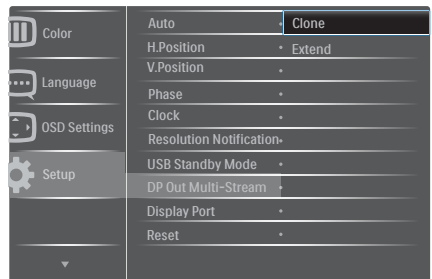 Color
Language
OSD Settings
Setup
Auto
H.Position
V.Position
Phase
Clock
Resolution Notification
USB Standby Mode
DP Out Multi-Stream
Display Port
Reset
Clone
Extend